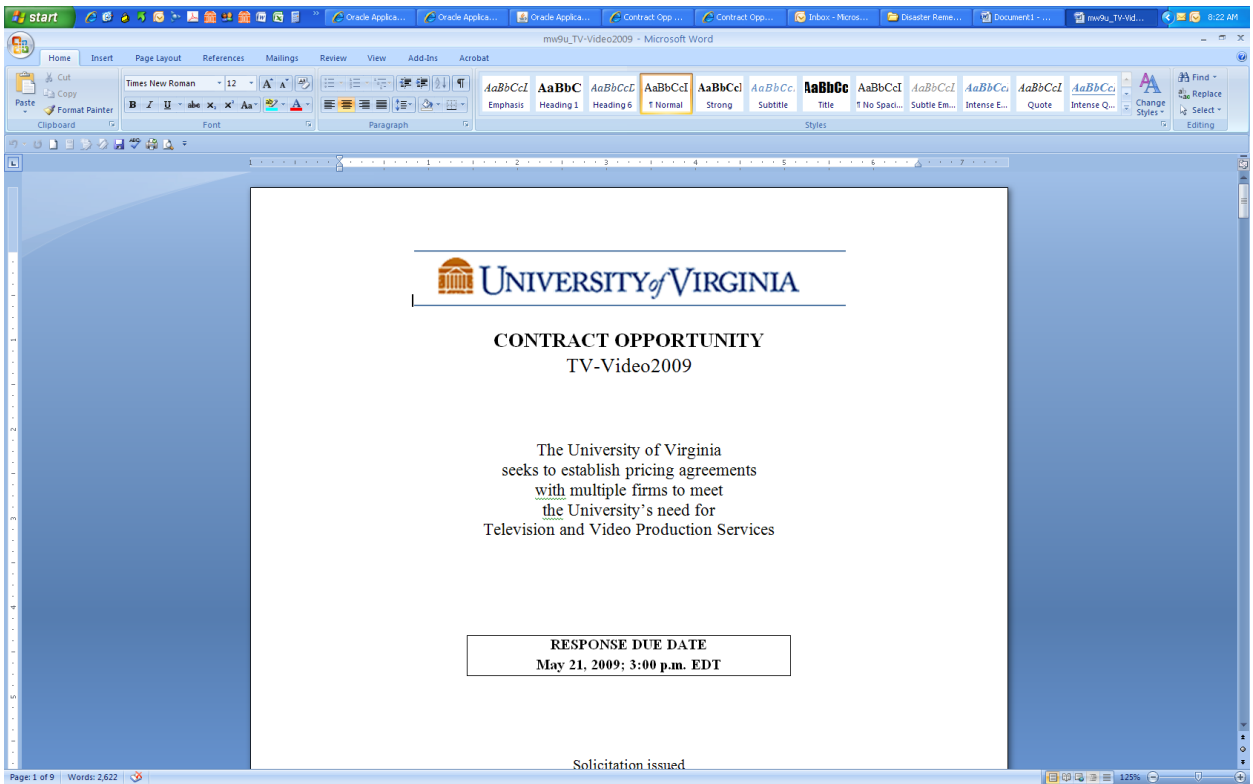 start
Oracle Applica...
Oracle Applica...
Oracle Applica...
Contract Opp ...
Contract Opp...
Inbox - Micros...
Disaster Reme...
Document1 - ...
mw9u_TV-Vid...
8:22 AM
mw9u_TV-Video2009 - Microsoft Word
Home Insert Page Layout References Mailings Review View Add-Ins Acrobat
Paste
Cut
Copy
Format Painter
Clipboard
Times New Roman 12
Font
Paragraph
AaBbCcL AaBbC AaBbCcD AaBbCcI AaBbCcl AaBbCc. AaBbCc AaBbCcI AaBbCcL AaBbCc. AaBbCcL AaBbCc.
Emphasis Heading 1 Heading 6 ¶ Normal Strong Subtitle Title ¶ No Spaci... Subtle Em... Intense E... Quote Intense Q...
Change Styles
Styles
Find
Replace
Select
Editing
UNIVERSITY of VIRGINIA
CONTRACT OPPORTUNITY
TV-Video2009
The University of Virginia
seeks to establish pricing agreements
with multiple firms to meet
the University's need for
Television and Video Production Services
RESPONSE DUE DATE
May 21, 2009; 3:00 p.m. EDT
Solicitation issued
Page: 1 of 9 Words: 2,622 125%